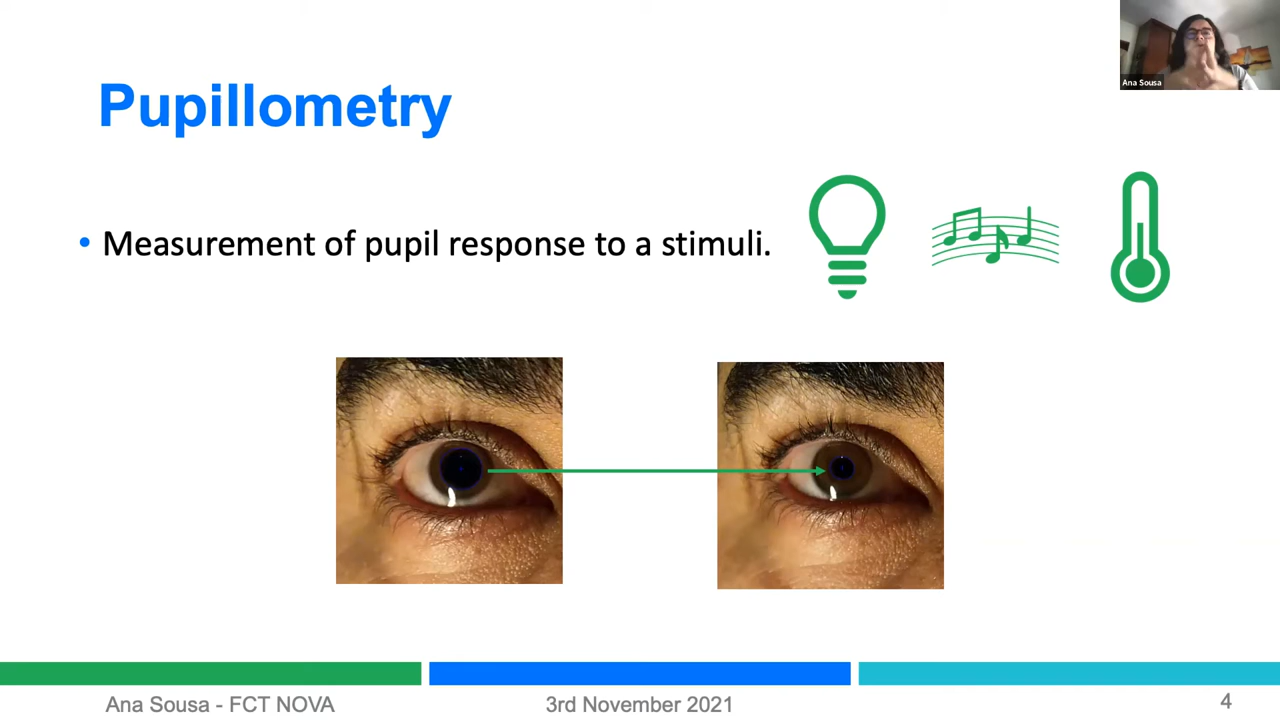 Ana Sousa
Pupillometry
• Measurement of pupil response to a stimuli.
Ana Sousa - FCT NOVA
3rd November 2021
4